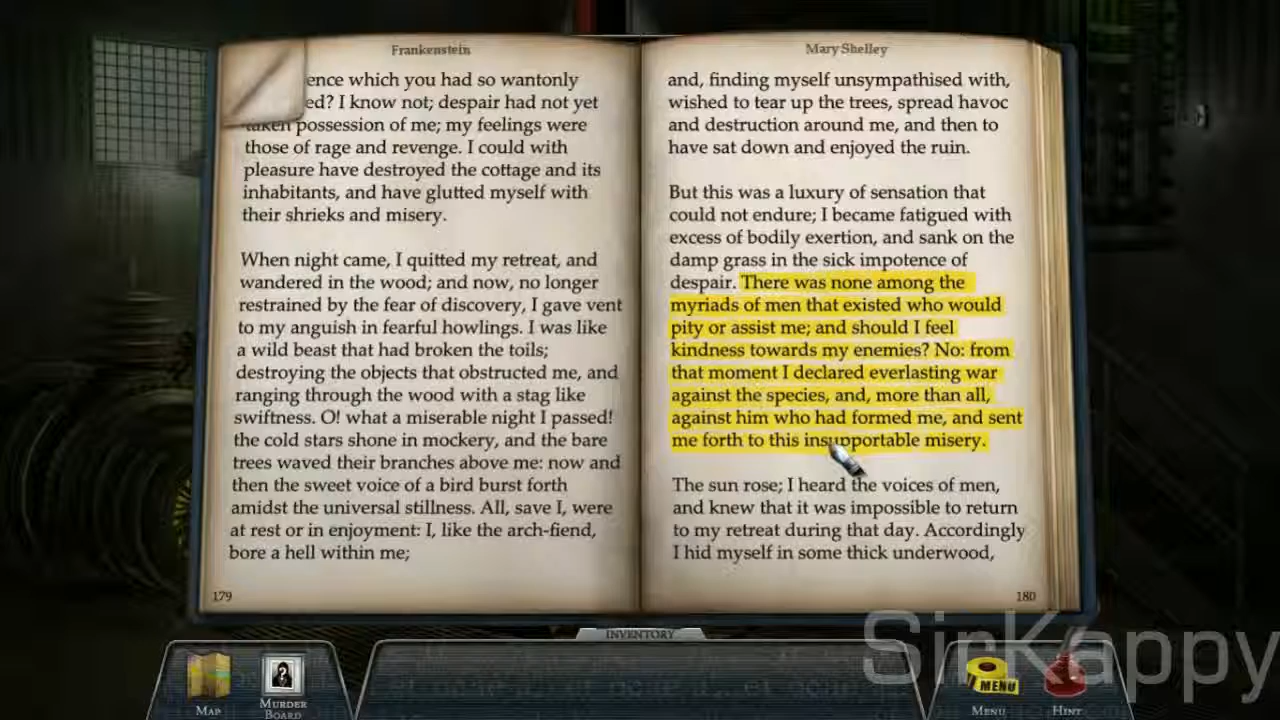 Frankenstein
ence which you had so wantonly
ed? I know not; despair had not yet
taken possession of me; my feelings were
those of rage and revenge. I could with
pleasure have destroyed the cottage and its
inhabitants, and have glutted myself with
their shrieks and misery.
When night came, I quitted my retreat, and
wandered in the wood; and now, no longer
restrained by the fear of discovery, I gave vent
to my anguish in fearful howlings. I was like
a wild beast that had broken the toils;
destroying the objects that obstructed me, and
ranging through the wood with a stag like
swiftness. O! what a miserable night I passed!
the cold stars shone in mockery, and the bare
trees waved their branches above me: now and
then the sweet voice of a bird burst forth
amidst the universal stillness. All, save I, were
at rest or in enjoyment: I, like the arch-fiend,
bore a hell within me;
179
Mary Shelley
and, finding myself unsympathised with,
wished to tear up the trees, spread havoc
and destruction around me, and then to
have sat down and enjoyed the ruin.
But this was a luxury of sensation that
could not endure; I became fatigued with
excess of bodily exertion, and sank on the
damp grass in the sick impotence of
despair. There was none among the
myriads of men that existed who would
pity or assist me; and should I feel
kindness towards my enemies? No: from
that moment I declared everlasting war
against the species, and, more than all,
against him who had formed me, and sent
me forth to this insupportable misery.
The sun rose; I heard the voices of men,
and knew that it was impossible to return
to my retreat during that day. Accordingly
I hid myself in some thick underwood,
180
INVENTORY
SirKappy
MAP
MURDER
BOARD
MENU
MENU
HINT